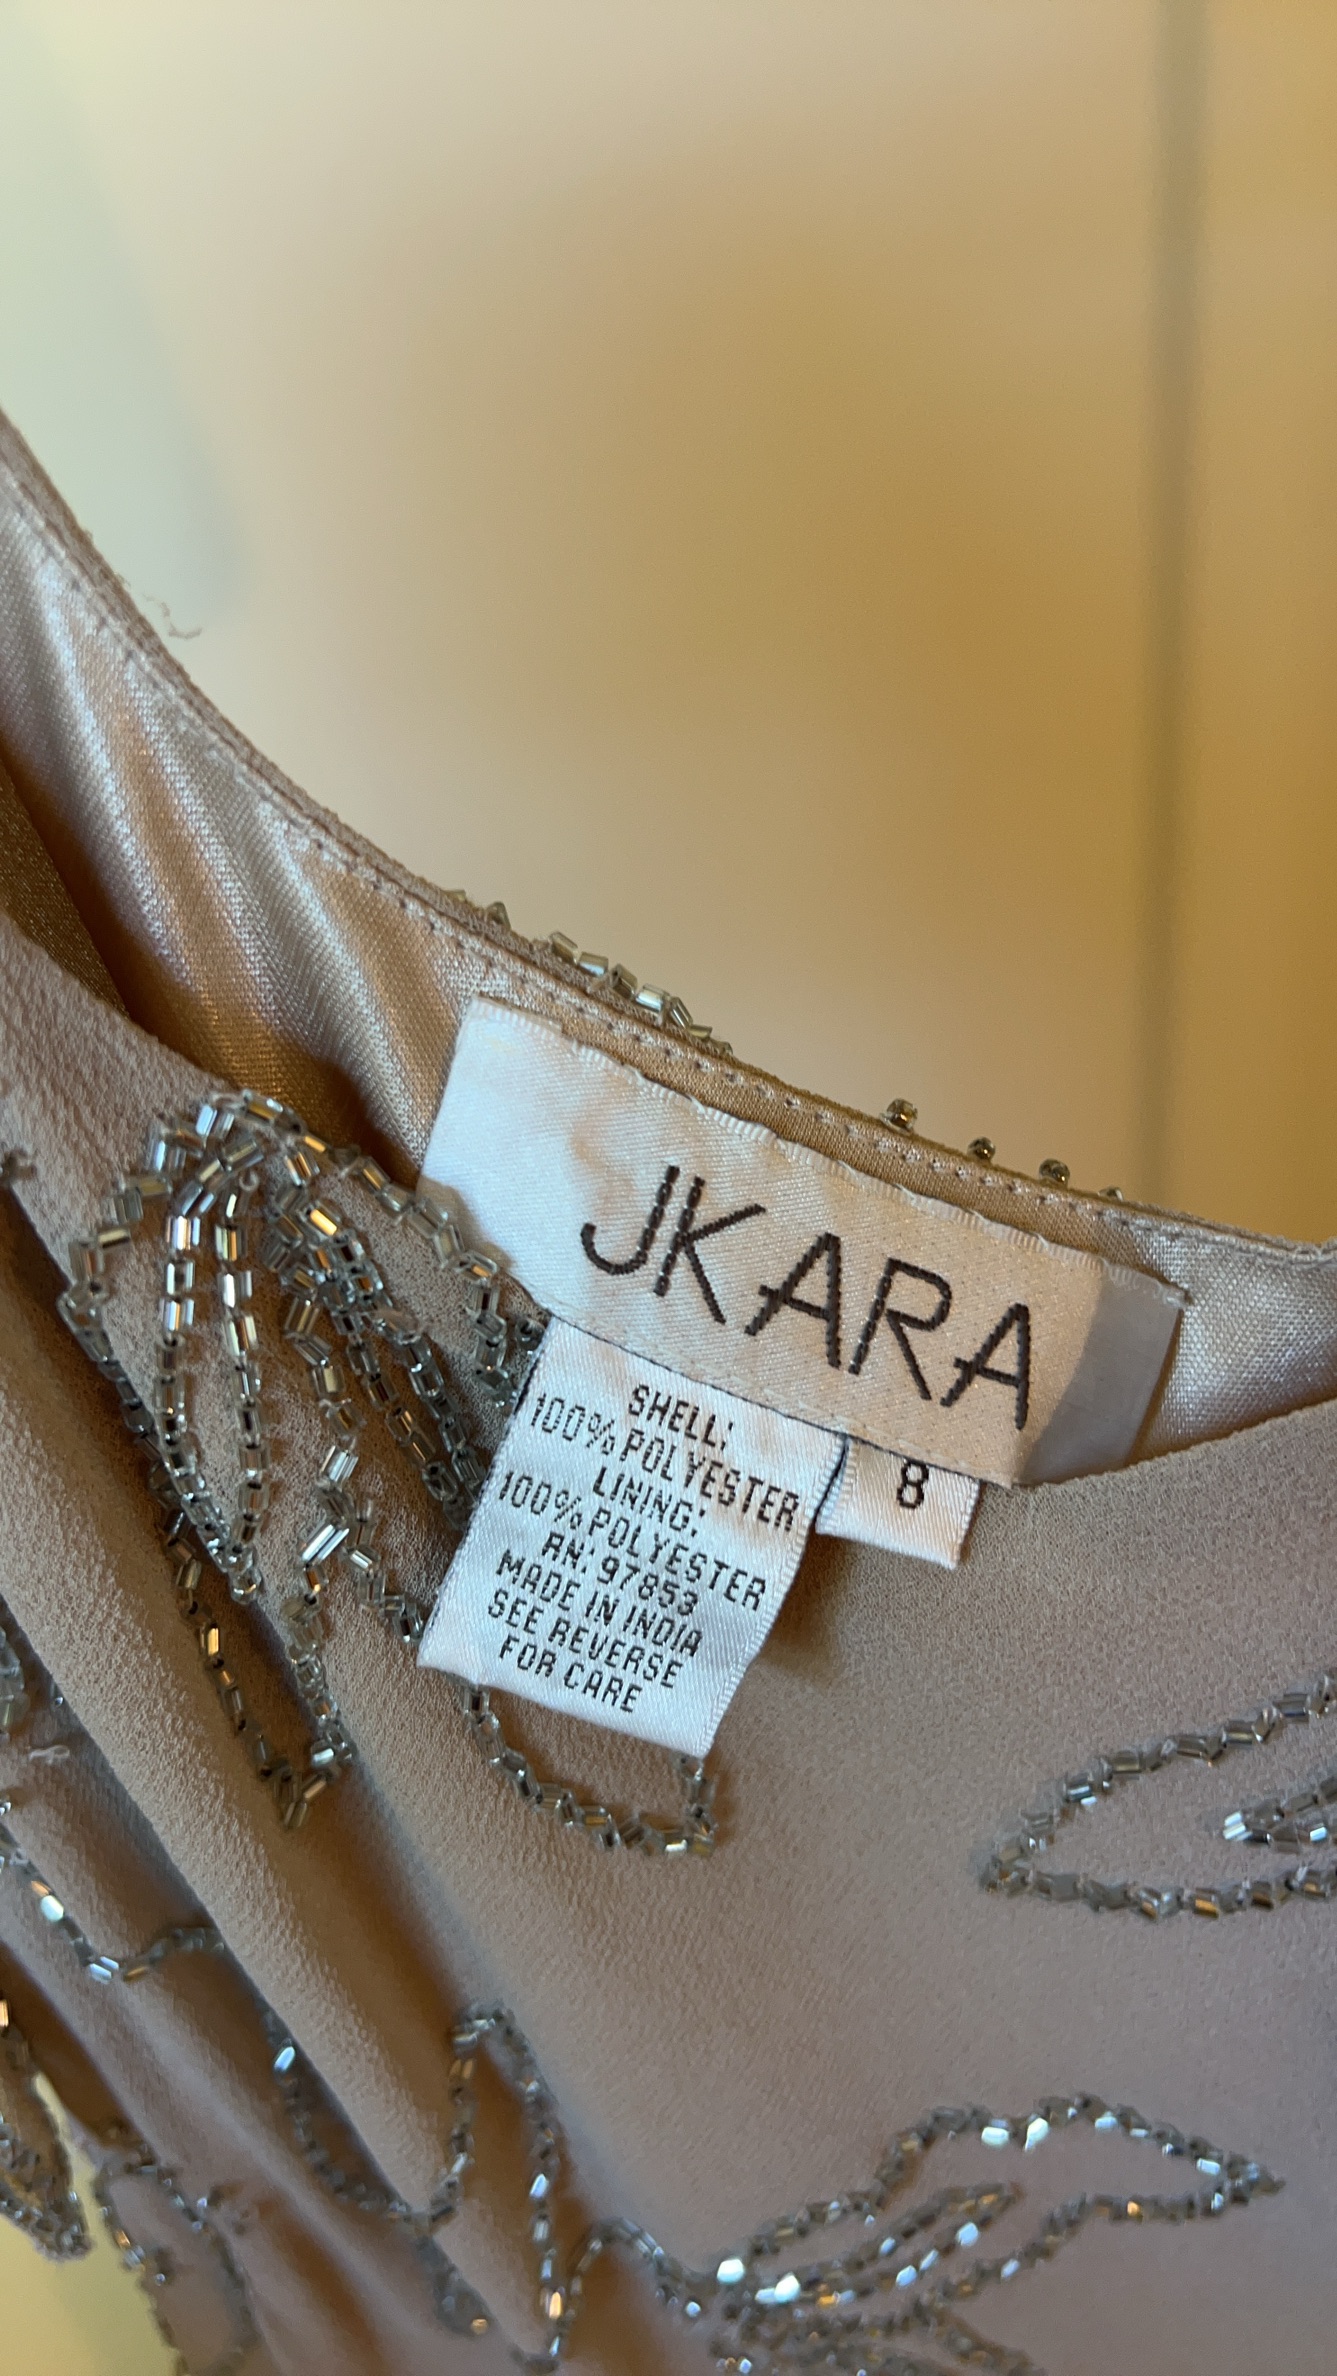 JKARA
8
SHELL:
100% POLYESTER
LINING:
100% POLYESTER
RN: 97853
MADE IN INDIA
SEE REVERSE
FOR CARE